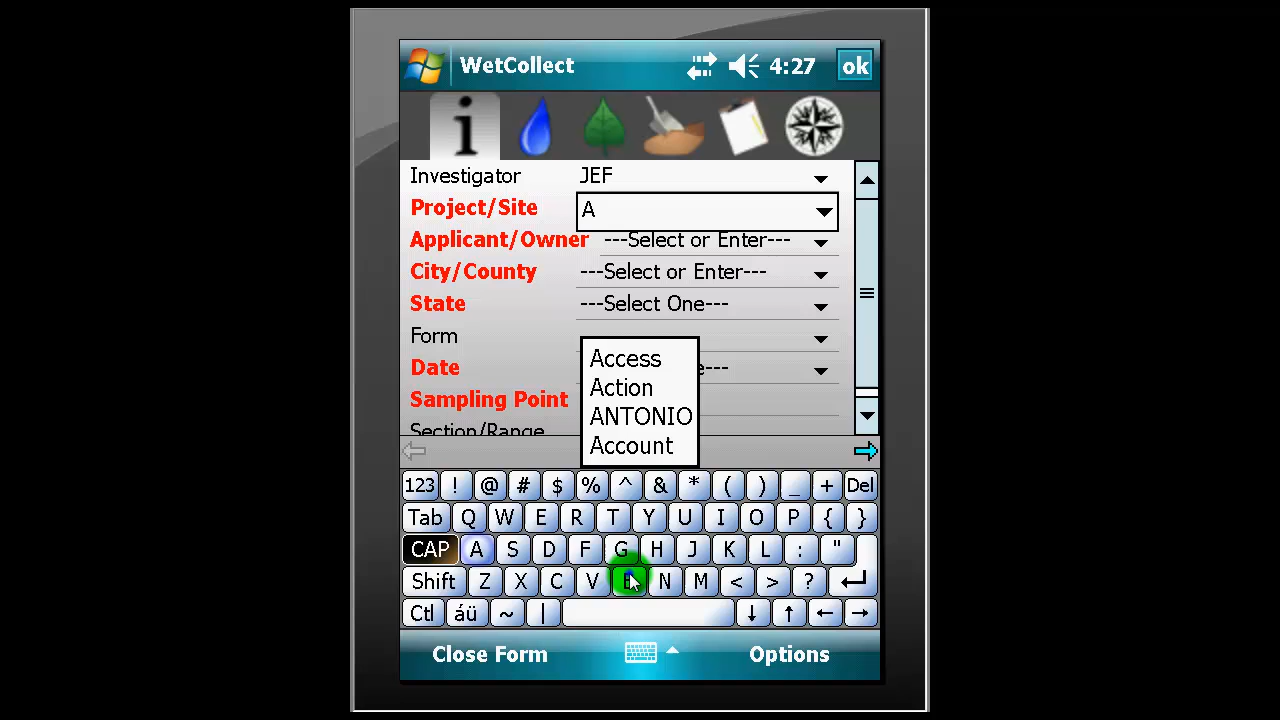 WetCollect 4:27 ok
i
Investigator JEF
Project/Site A
Applicant/Owner ---Select or Enter---
City/County ---Select or Enter---
State ---Select One---
Form
Date e---
Sampling Point
Section/Range
Access
Action
ANTONIO
Account
123 ! @ # $ % ^ & * ( ) _ + Del
Tab Q W E R T Y U I O P { }
CAP A S D F G H J K L : "
Shift Z X C V B N M < > ?
Ctl áü ~ | ↓ ↑ ← →
Close Form Options